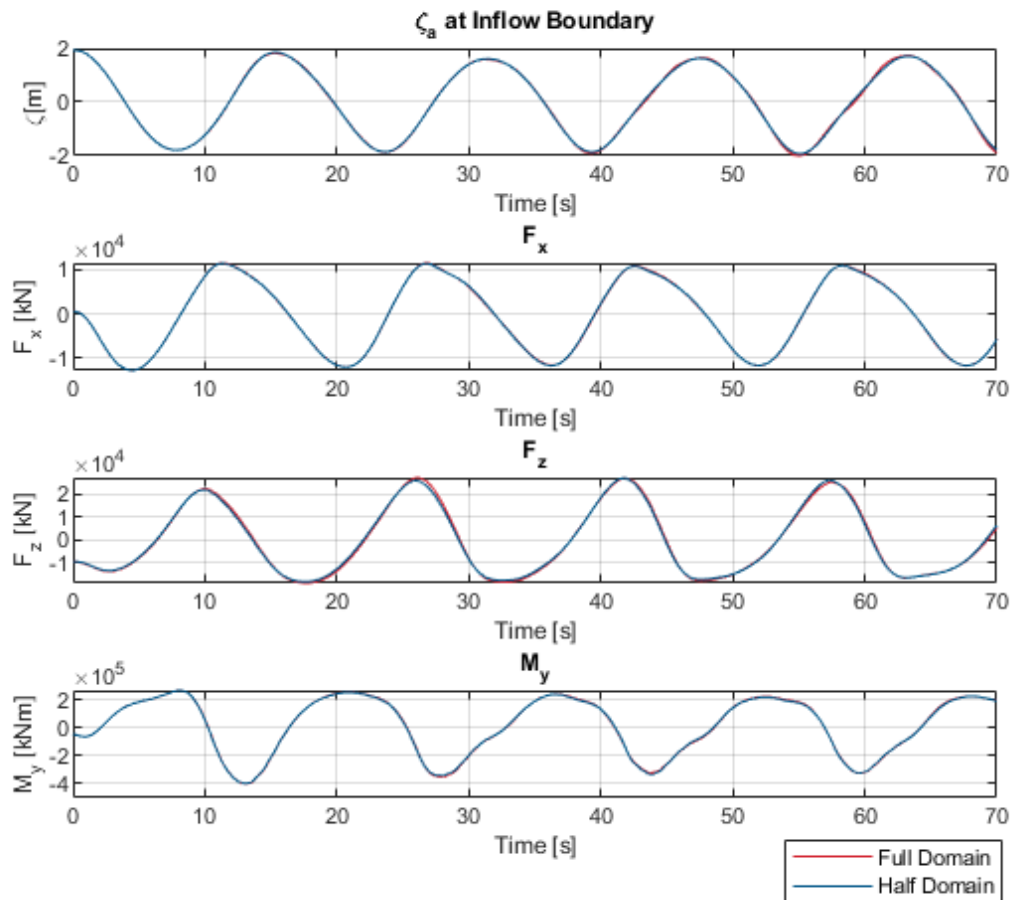 ζa at Inflow Boundary
ζ [m]
2
0
-2
0 10 20 30 40 50 60 70
Time [s]
Fx
×10^4
Fx [kN]
1
0
-1
0 10 20 30 40 50 60 70
Time [s]
Fz
×10^4
Fz [kN]
2
1
0
-1
0 10 20 30 40 50 60 70
Time [s]
My
×10^5
My [kNm]
2
0
-2
-4
0 10 20 30 40 50 60 70
Time [s]
Full Domain
Half Domain